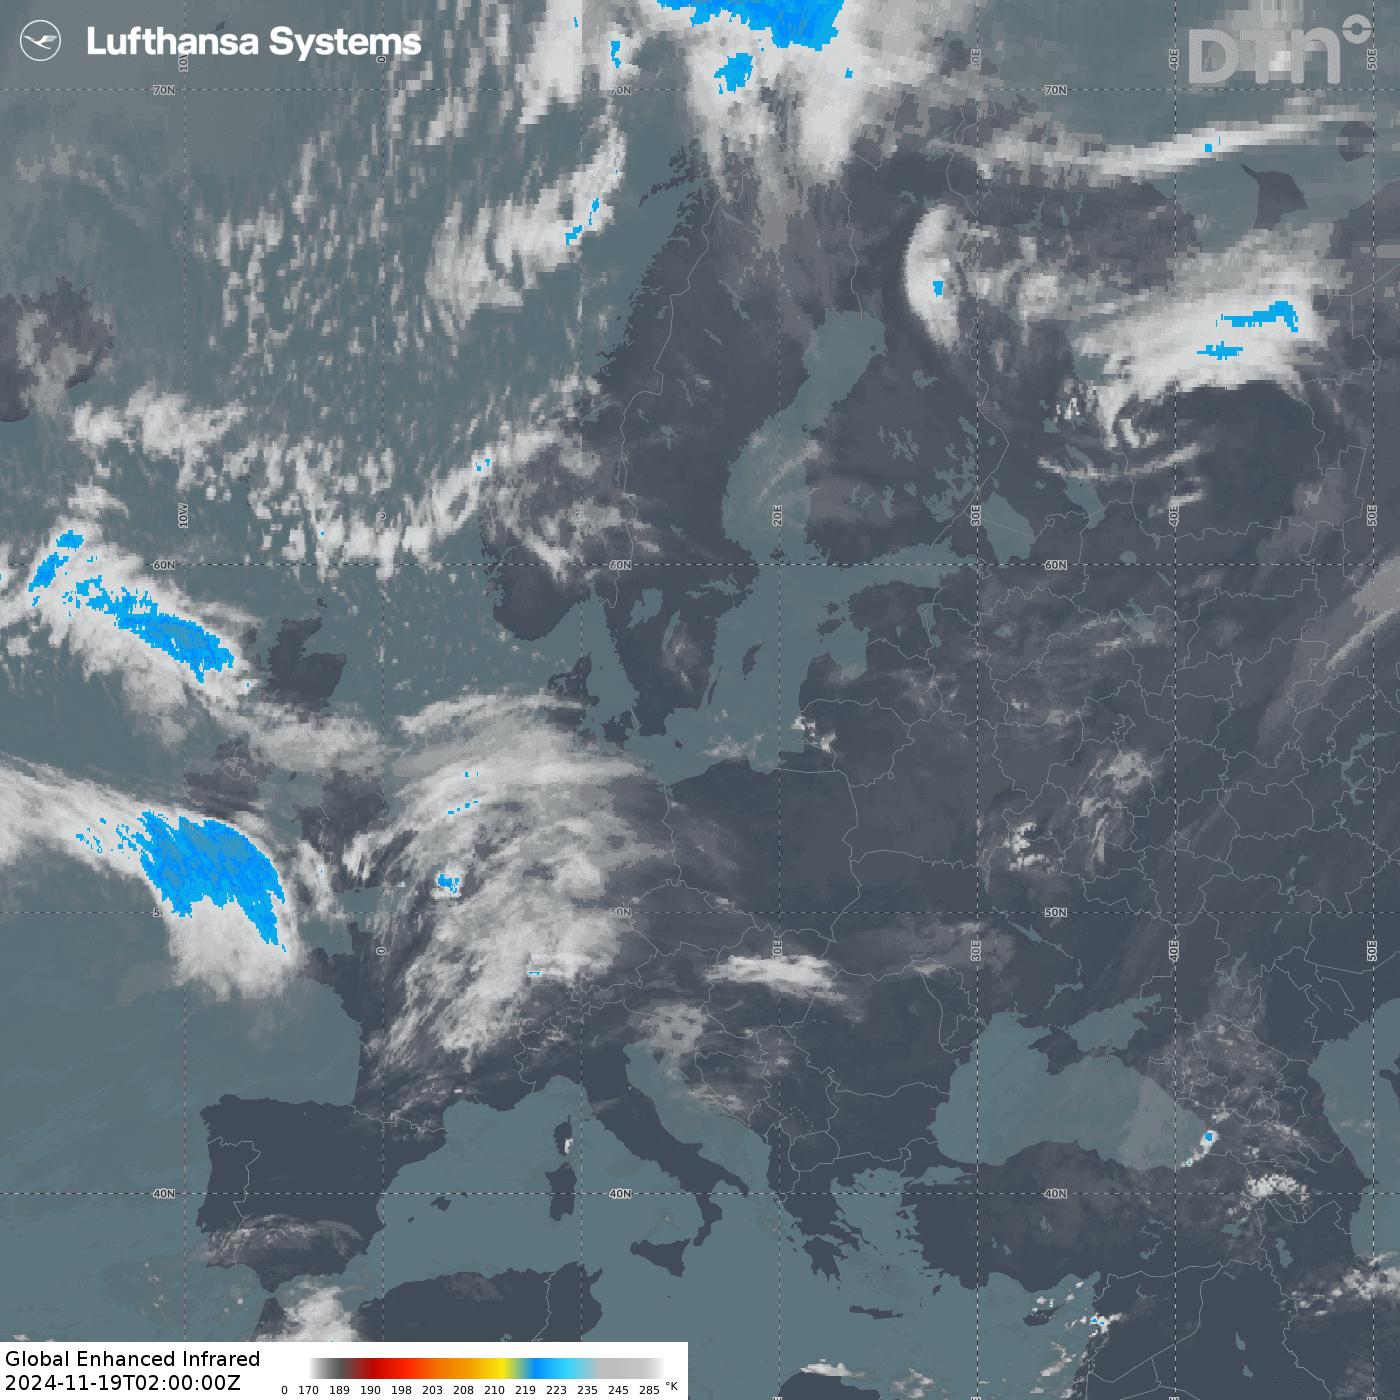 Lufthansa Systems
DTN
10W 0 30E 40E 50E
70N 70N 70N
10W 0 20E 30E 40E 50E
60N 60N 60N
50N 50N
0 20E 30E 40E 50E
40N 40N 40N
Global Enhanced Infrared
2024-11-19T02:00:00Z
0 170 189 190 198 203 208 210 219 223 235 245 285 °K